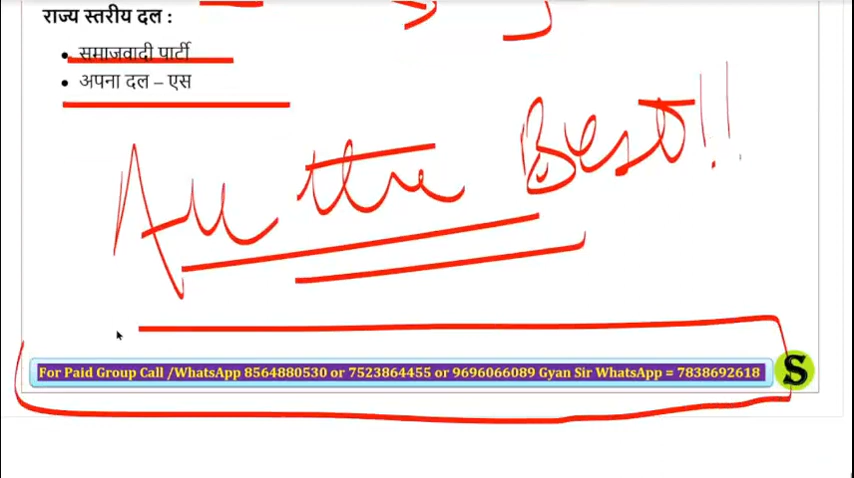 राज्य स्तरीय दल :
• समाजवादी पार्टी
• अपना दल – एस
All the Best!!
For Paid Group Call /WhatsApp 8564880530 or 7523864455 or 9696066089 Gyan Sir WhatsApp = 7838692618
S